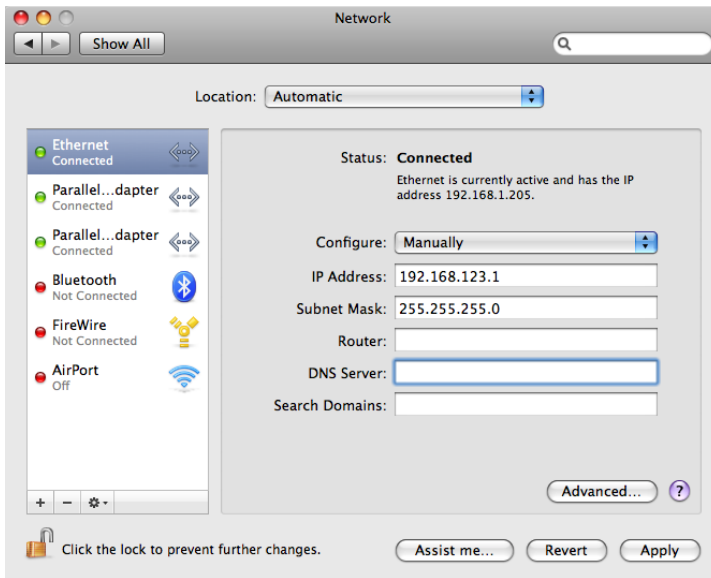 Network
Show All
Location: Automatic
Ethernet
Connected
Parallel...dapter
Connected
Parallel...dapter
Connected
Bluetooth
Not Connected
FireWire
Not Connected
AirPort
Off
Status: Connected
Ethernet is currently active and has the IP
address 192.168.1.205.
Configure: Manually
IP Address: 192.168.123.1
Subnet Mask: 255.255.255.0
Router:
DNS Server:
Search Domains:
Advanced... ?
Click the lock to prevent further changes.
Assist me... Revert Apply